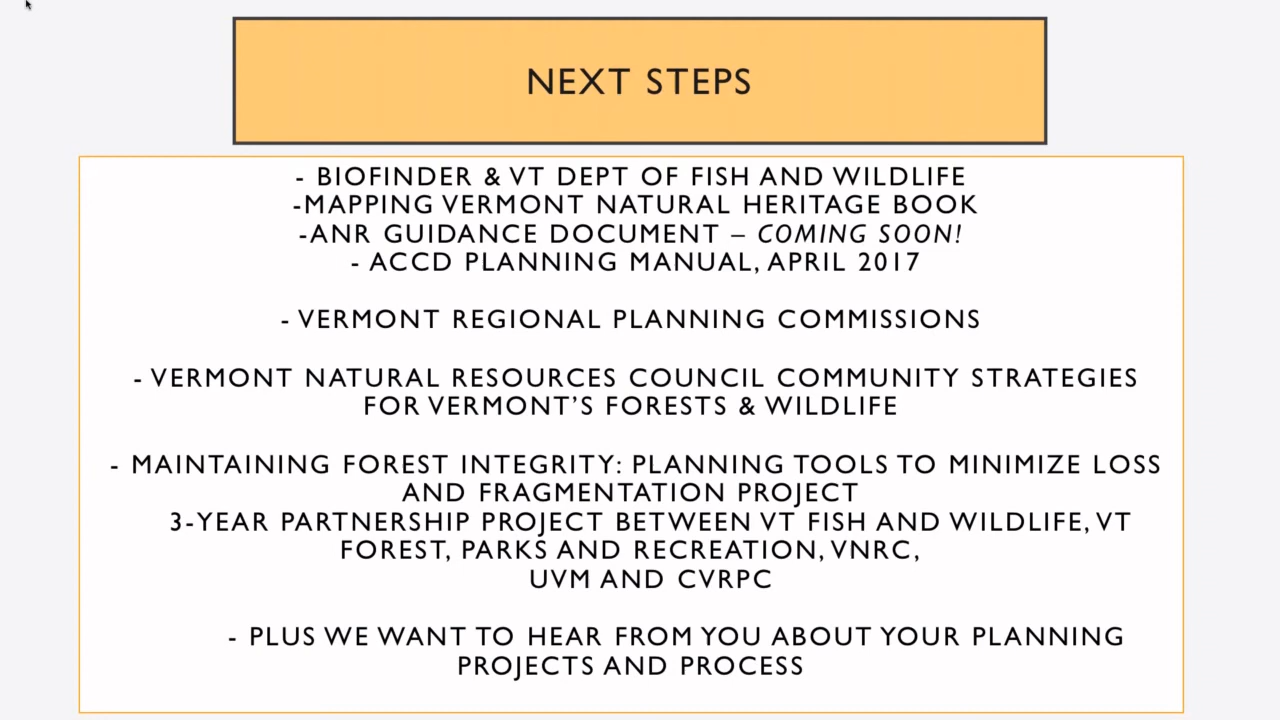 NEXT STEPS
- BIOFINDER & VT DEPT OF FISH AND WILDLIFE
-MAPPING VERMONT NATURAL HERITAGE BOOK
-ANR GUIDANCE DOCUMENT – COMING SOON!
- ACCD PLANNING MANUAL, APRIL 2017
- VERMONT REGIONAL PLANNING COMMISSIONS
- VERMONT NATURAL RESOURCES COUNCIL COMMUNITY STRATEGIES
FOR VERMONT’S FORESTS & WILDLIFE
- MAINTAINING FOREST INTEGRITY: PLANNING TOOLS TO MINIMIZE LOSS
AND FRAGMENTATION PROJECT
3-YEAR PARTNERSHIP PROJECT BETWEEN VT FISH AND WILDLIFE, VT
FOREST, PARKS AND RECREATION, VNRC,
UVM AND CVRPC
- PLUS WE WANT TO HEAR FROM YOU ABOUT YOUR PLANNING
PROJECTS AND PROCESS